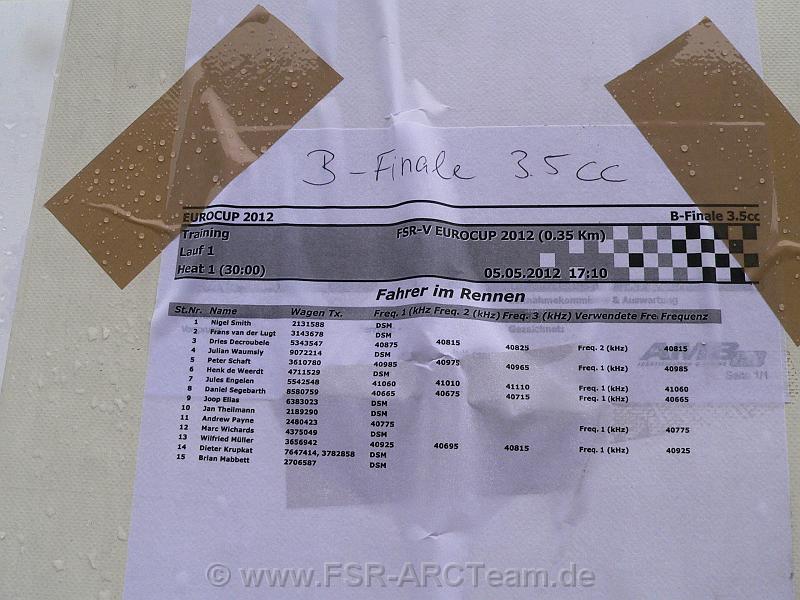 B-Finale 3.5cc
EUROCUP 2012 B-Finale 3.5cc
Training FSR-V EUROCUP 2012 (0.35 Km)
Lauf 1
Heat 1 (30:00) 05.05.2012 17:10
Fahrer im Rennen
St.Nr. Name Wagen Tx. Freq. 1 (kHz Freq. 2 (kHz) Freq. 3 (kHz) Verwendete Fre Frequenz
1 Nigel Smith 2131588 DSM
2 Frans van der Lugt 3143678 DSM
3 Dries Decrouble 5343547 40875 40815 40825 Freq. 2 (kHz) 40815
4 Julian Waumsly 9072214 DSM
5 Peter Schaft 3610780 40985 40975 40965 Freq. 1 (kHz) 40985
6 Henk de Weerdt 4711529 DSM
7 Jules Engelen 5542548 41060 41010 41110 Freq. 1 (kHz) 41060
8 Daniel Segebarth 8580759 40665 40675 40715 Freq. 1 (kHz) 40665
9 Joop Elias 6383023 DSM
10 Jan Theilmann 2189290 DSM
11 Andrew Payne 2480423 40775 Freq. 1 (kHz) 40775
12 Marc Wichards 4375049 DSM
13 Wilfried Müller 3656942 40925 40695 40815 Freq. 1 (kHz) 40925
14 Dieter Krupkat 7647414, 3782858 DSM
15 Brian Mabbett 2706587 DSM
& Auswertung
Seite 1/1
© www.FSR-ARCTeam.de